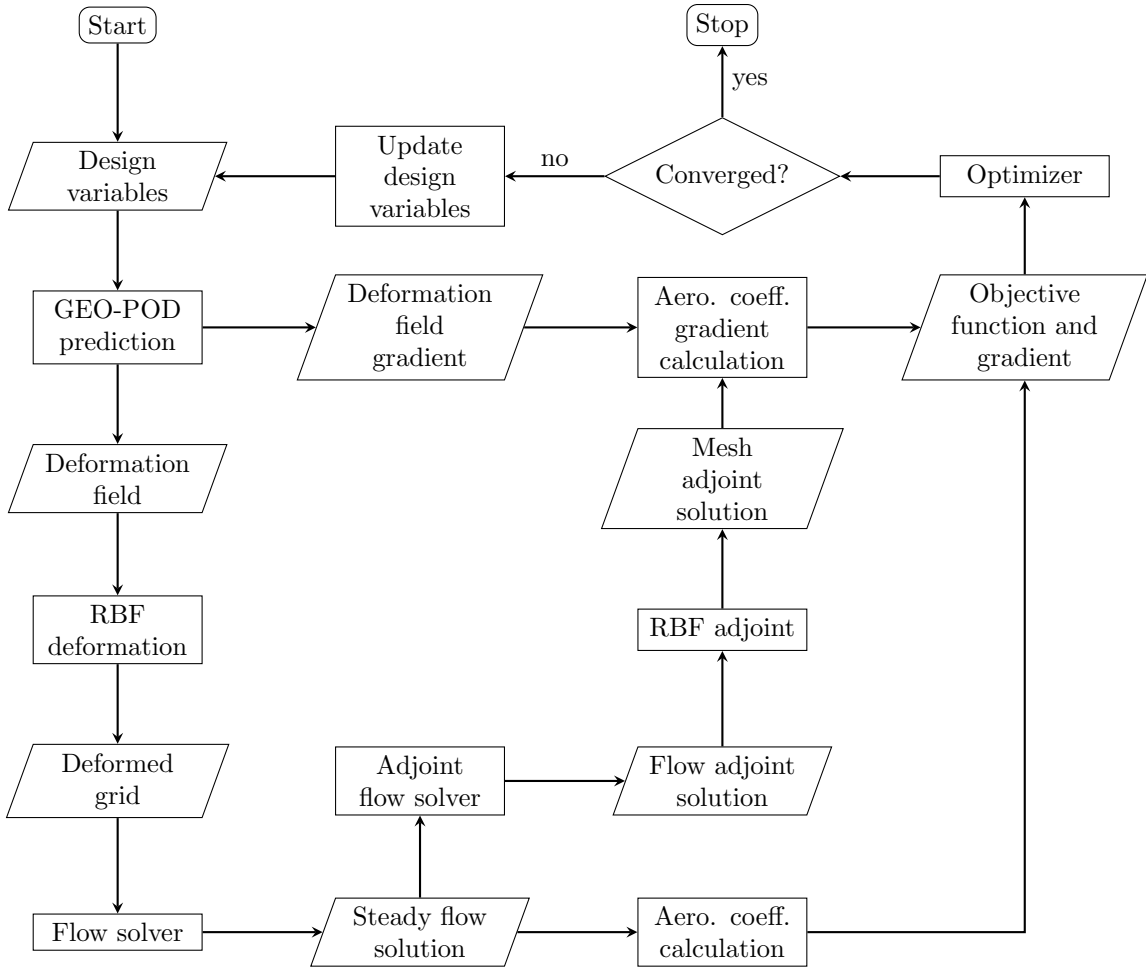 Start
Stop
yes
Design
variables
Update
design
variables
no
Converged?
Optimizer
GEO-POD
prediction
Deformation
field
gradient
Aero. coeff.
gradient
calculation
Objective
function and
gradient
Deformation
field
Mesh
adjoint
solution
RBF
deformation
RBF adjoint
Deformed
grid
Adjoint
flow solver
Flow adjoint
solution
Flow solver
Steady flow
solution
Aero. coeff.
calculation